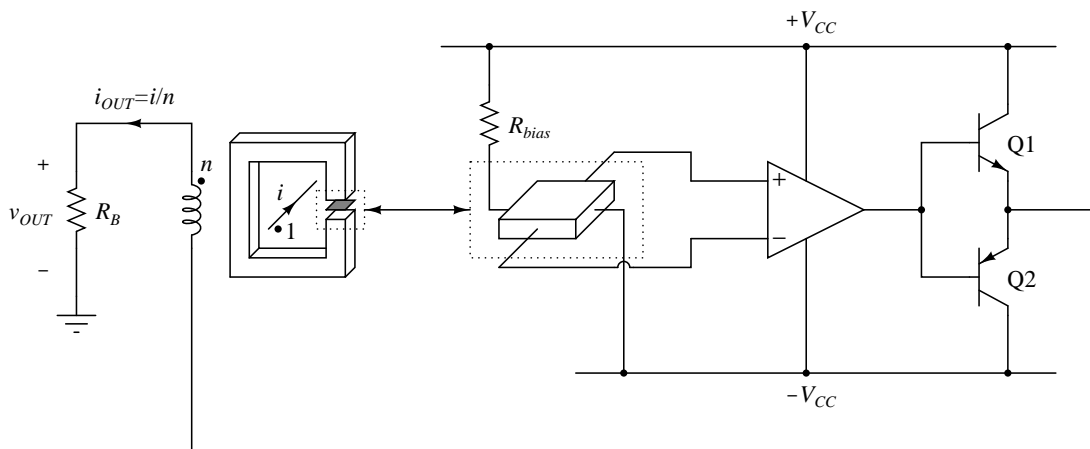 +V_CC
i_OUT=i/n
R_bias
Q1
n
+
i
+
v_OUT
R_B
1
−
−
Q2
−V_CC